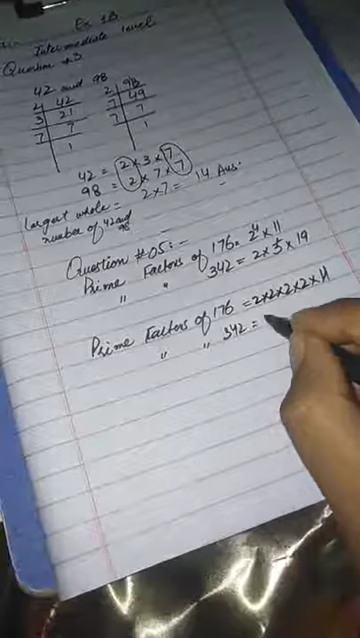 Ex 1B
Intermediate level
Question #3
42 and 98
2 42 2 98
3 21 7 49
7 7 7 7
1 1
42 = 2 × 3 × 7
98 = 2 × 7 × 7
2 × 7 = 14 Ans.
largest whole =
number of 42 and 98
Question #05:-
Prime Factors of 176 = 2⁴ × 11
" " 342 = 2 × 3² × 19
Prime Factors of 176 = 2×2×2×2×11
" " 342 =